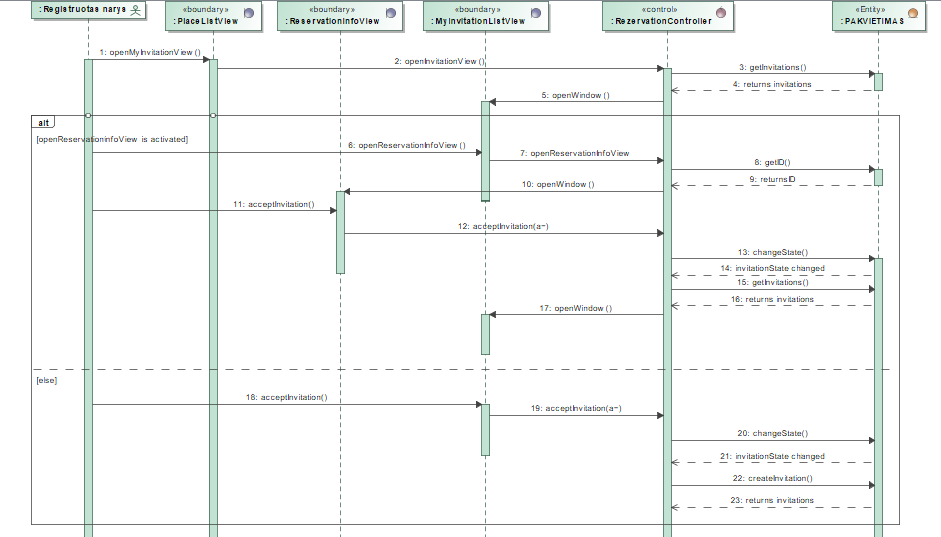 : Registruotas narys
«boundary»
: PlaceListView
«boundary»
: ReservationInfoView
«boundary»
: MyInvitationListView
«control»
: RezervationController
«Entity»
: PAKVIETIMAS
1: openMyInvitationView ()
2: openInvitationView ()
3: getInvitations()
4: returns invitations
5: openWindow ()
alt
[openReservationinfoView is activated]
6: openReservationInfoView ()
7: openReservationInfoView
8: getID()
9: returnsID
10: openWindow ()
11: acceptInvitation()
12: acceptInvitation(a=)
13: changeState()
14: invitationState changed
15: getInvitations()
16: returns invitations
17: openWindow ()
[else]
18: acceptInvitation()
19: acceptInvitation(a=)
20: changeState()
21: invitationState changed
22: createInvitation()
23: returns invitations